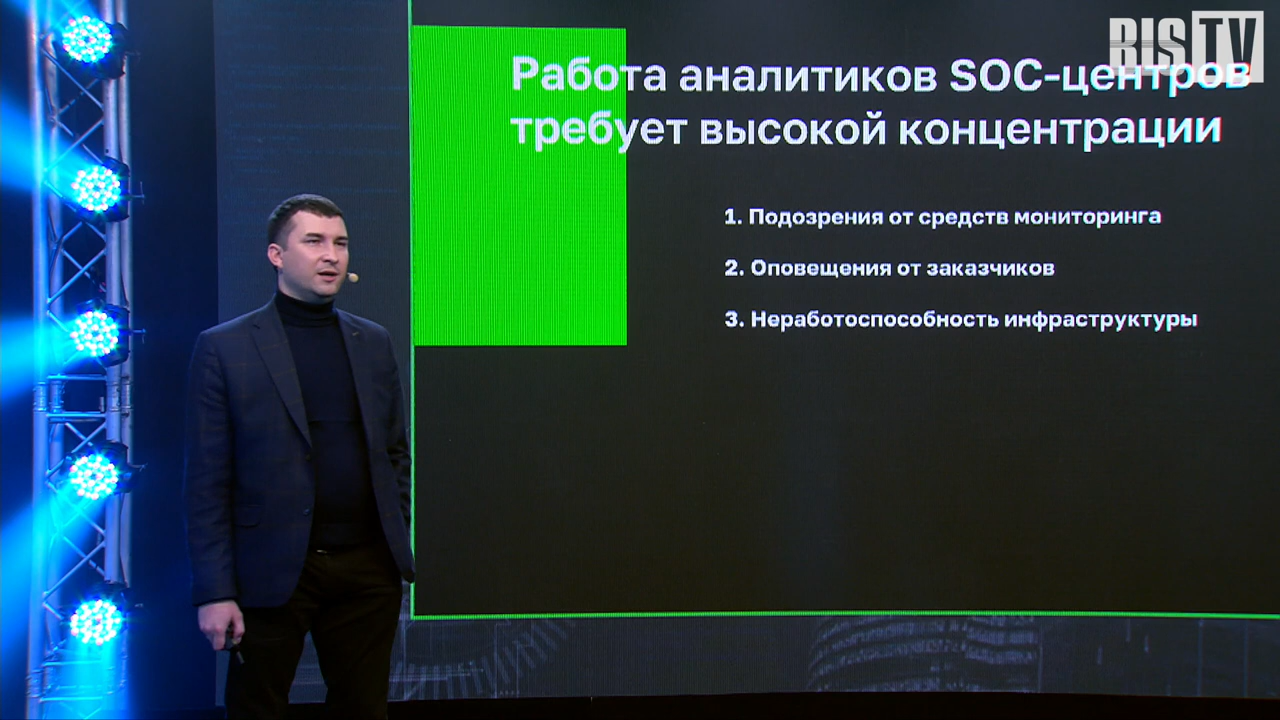 BISTV
Работа аналитиков SOC-центров
требует высокой концентрации
1. Подозрения от средств мониторинга
2. Оповещения от заказчиков
3. Неработоспособность инфраструктуры